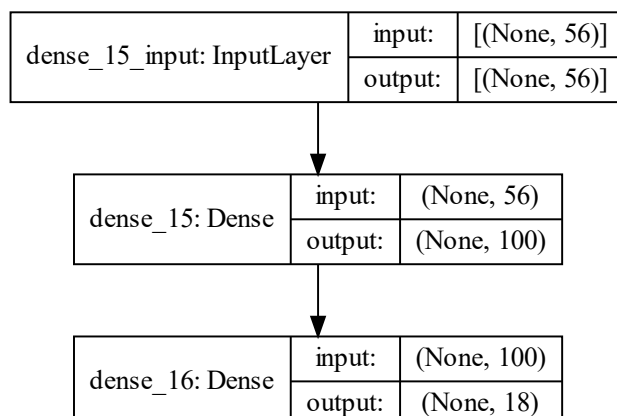 dense_15_input: InputLayer
input: [(None, 56)]
output: [(None, 56)]
dense_15: Dense
input: (None, 56)
output: (None, 100)
dense_16: Dense
input: (None, 100)
output: (None, 18)